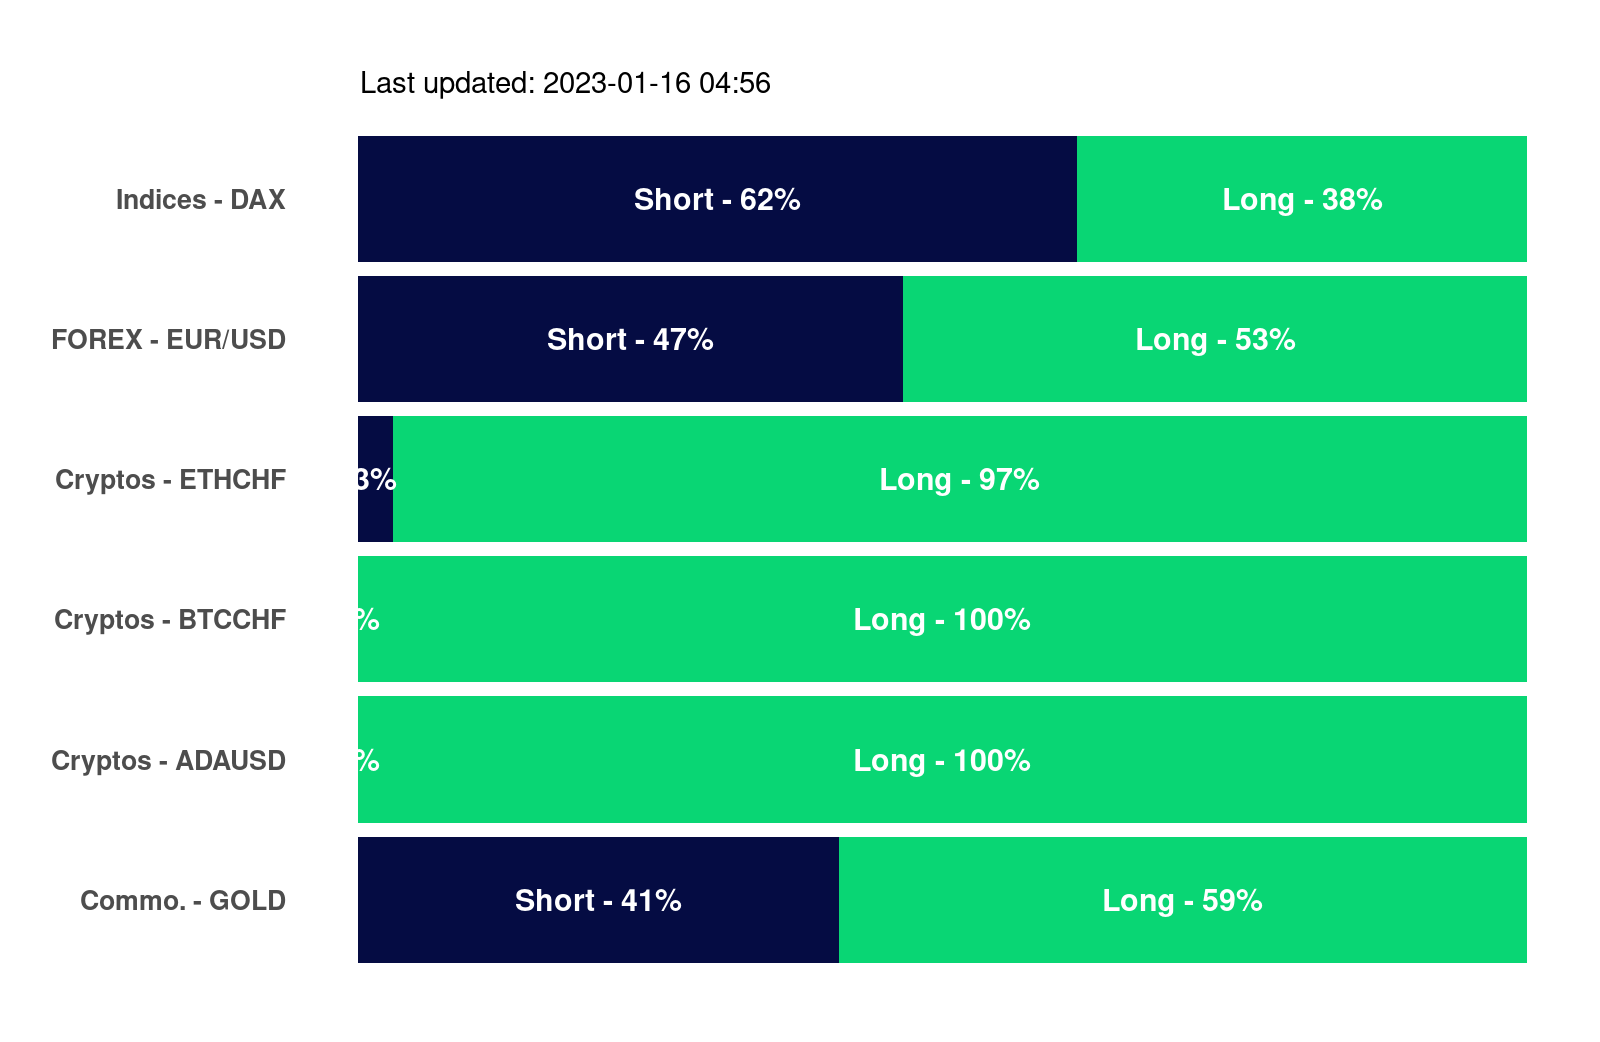 Last updated: 2023-01-16 04:56
Indices - DAX Short - 62% Long - 38%
FOREX - EUR/USD Short - 47% Long - 53%
Cryptos - ETHCHF 3% Long - 97%
Cryptos - BTCCHF % Long - 100%
Cryptos - ADAUSD % Long - 100%
Commo. - GOLD Short - 41% Long - 59%